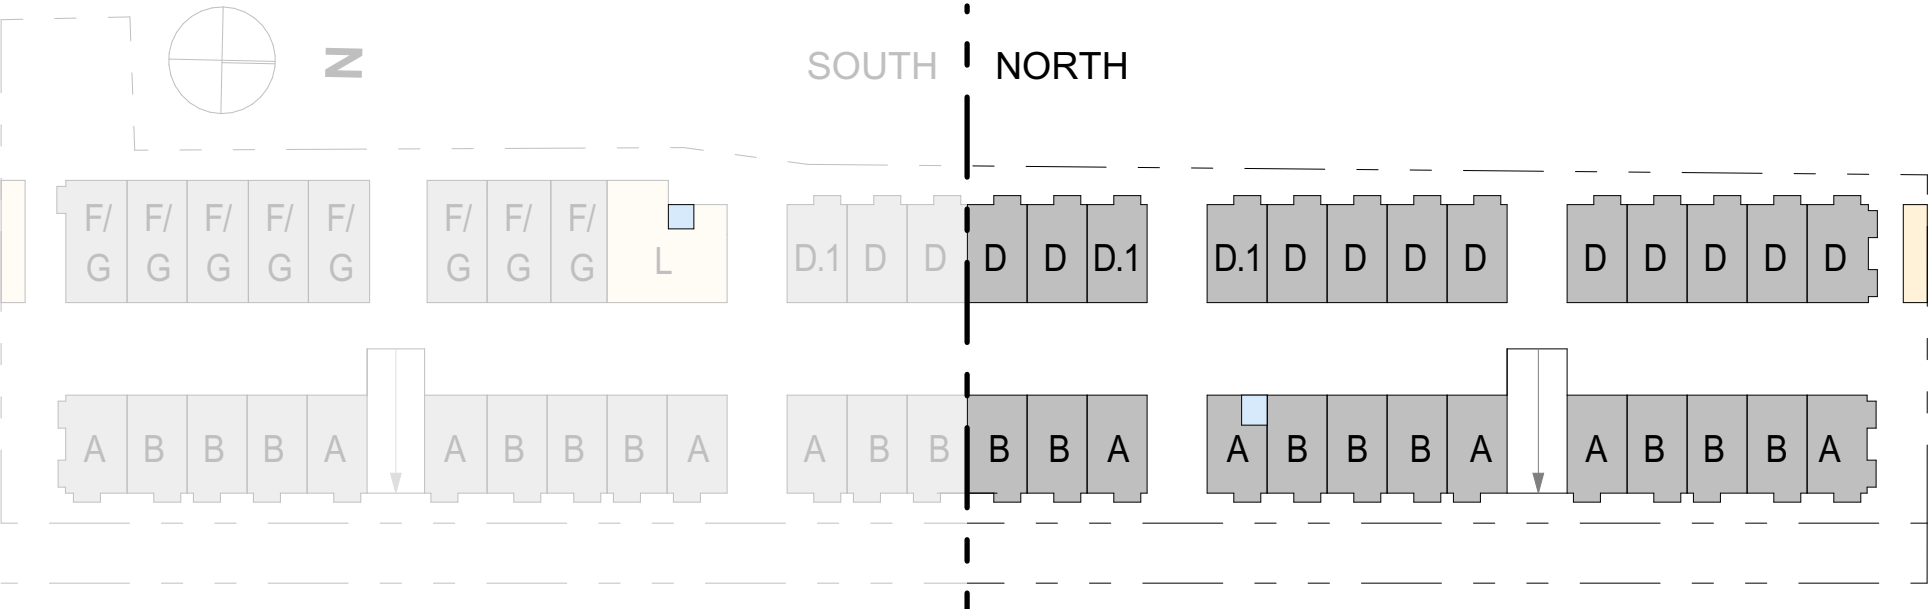 N
SOUTH NORTH
F/ F/ F/ F/ F/ F/ F/ F/
G G G G G G G G L D.1 D D D D D.1 D.1 D D D D D D D D D
A B B B A A B B B A A B B B B A A B B B A A B B B A